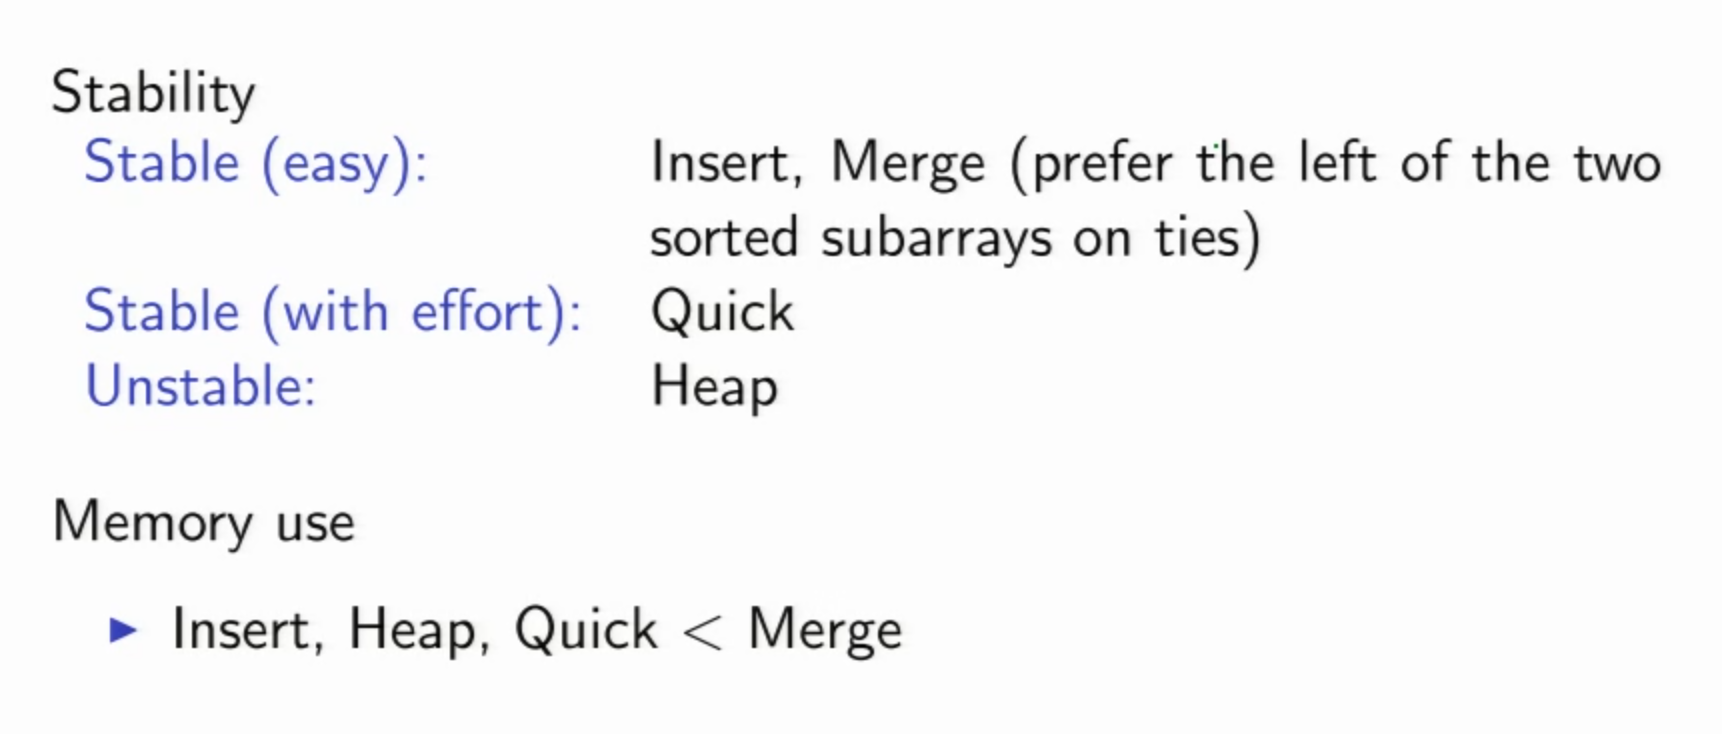 Stability
Stable (easy): Insert, Merge (prefer the left of the two
sorted subarrays on ties)
Stable (with effort): Quick
Unstable: Heap
Memory use
▶ Insert, Heap, Quick < Merge